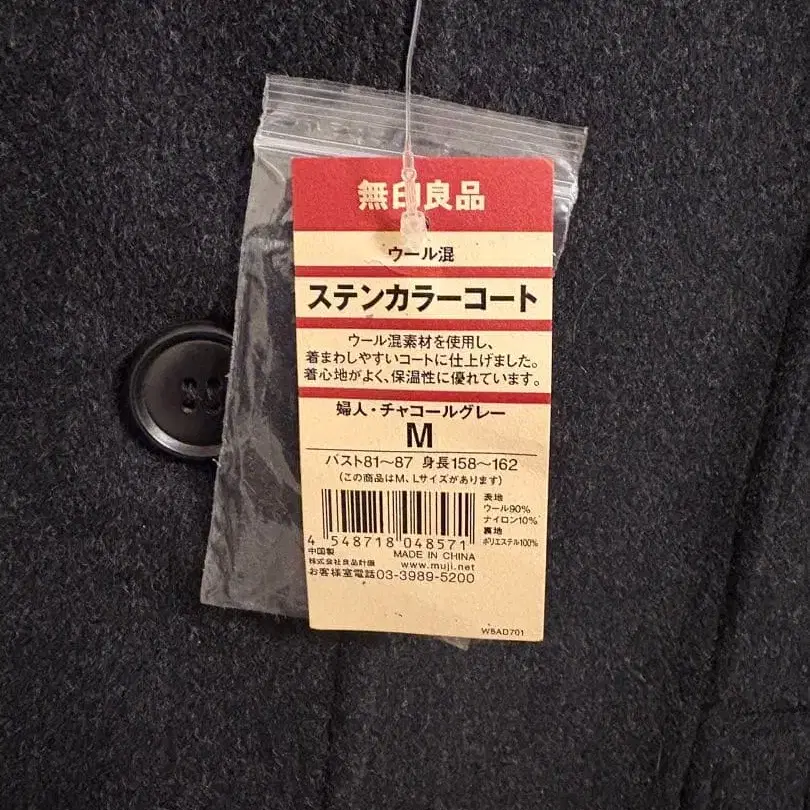 無印良品
ウール混
ステンカラーコート
ウール混素材を使用し、
着まわしやすいコートに仕上げました。
着心地がよく、保温性に優れています。
婦人・チャコールグレー
M
バスト81〜87 身長158〜162
(この商品はM、Lサイズがあります)
表地
ウール90%
ナイロン10%
裏地
ポリエステル100%
4 548718 048571
中国製 MADE IN CHINA
株式会社良品計画 www.muji.net
お客様室電話03-3989-5200
W8AD701